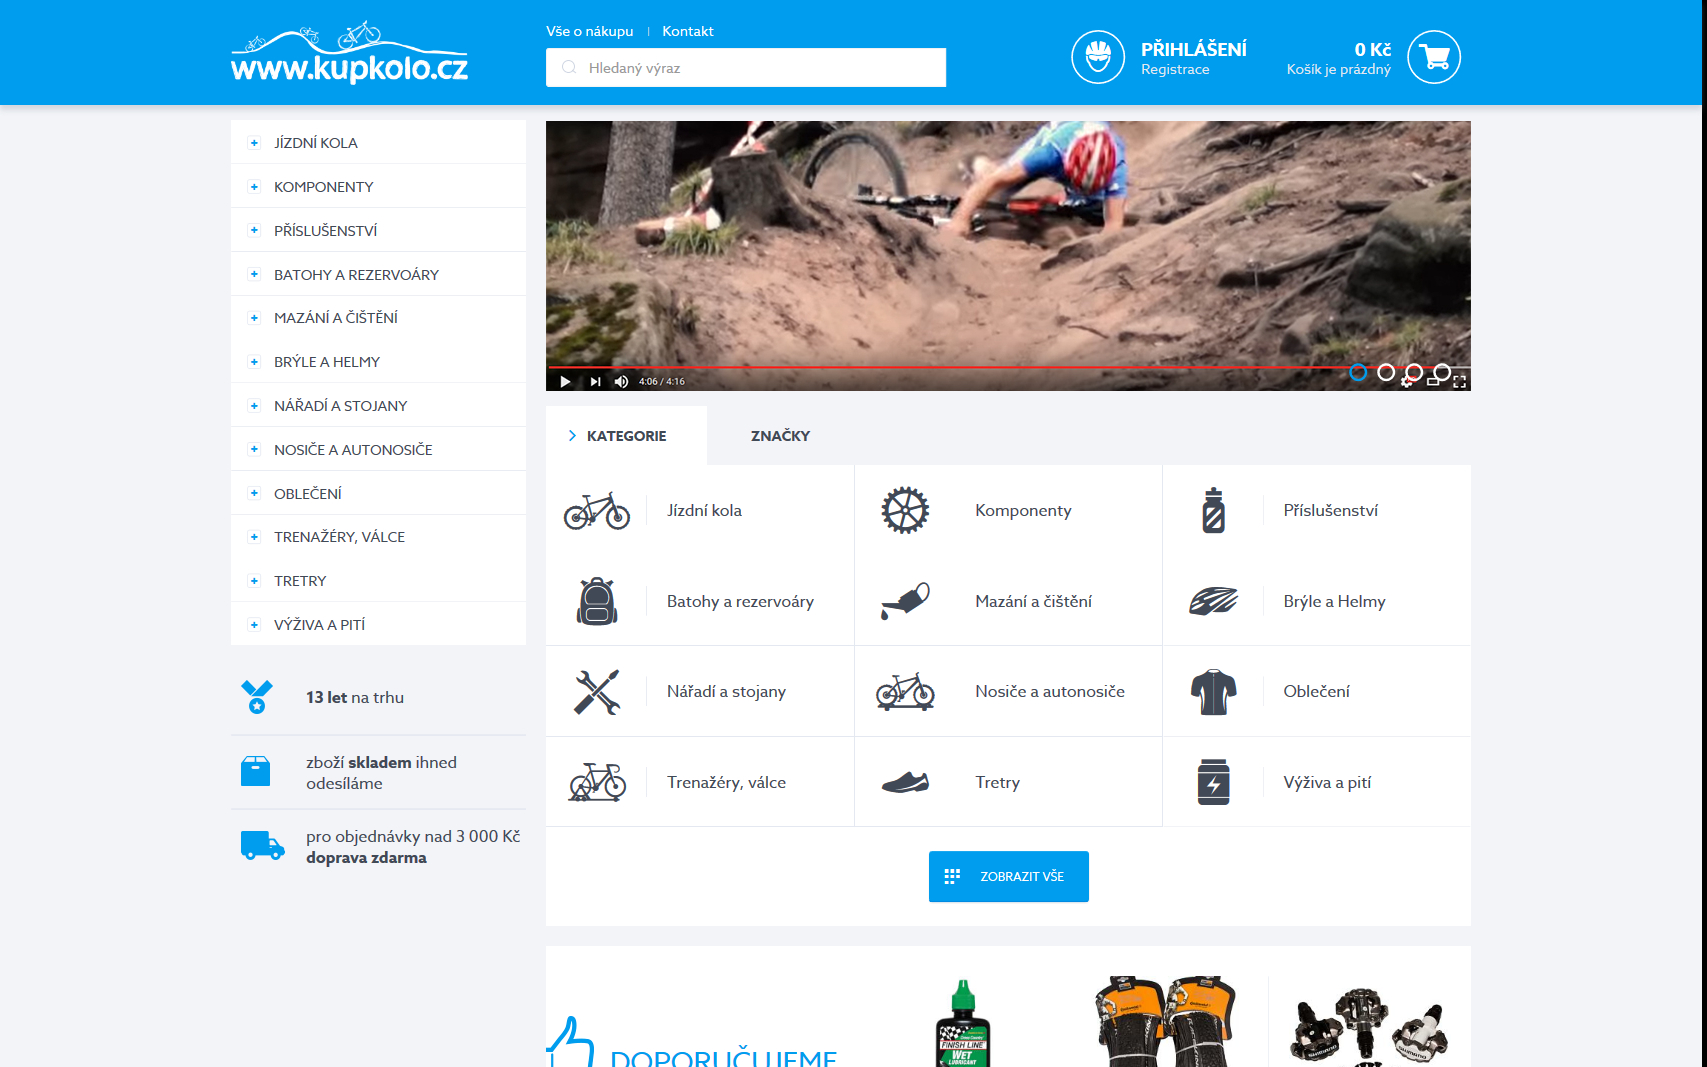 www.kupkolo.cz
Vše o nákupu
Kontakt
Hledaný výraz
PŘIHLÁŠENÍ
Registrace
0 Kč
Košík je prázdný
JÍZDNÍ KOLA
KOMPONENTY
PŘÍSLUŠENSTVÍ
BATOHY A REZERVOÁRY
MAZÁNÍ A ČIŠTĚNÍ
BRÝLE A HELMY
NÁŘADÍ A STOJANY
NOSIČE A AUTONOSIČE
OBLEČENÍ
TRENAŽÉRY, VÁLCE
TRETRY
VÝŽIVA A PITÍ
13 let na trhu
zboží skladem ihned
odesíláme
pro objednávky nad 3 000 Kč
doprava zdarma
4:06 / 4:16
KATEGORIE
ZNAČKY
Jízdní kola
Komponenty
Příslušenství
Batohy a rezervoáry
Mazání a čištění
Brýle a Helmy
Nářadí a stojany
Nosiče a autonosiče
Oblečení
Trenažéry, válce
Tretry
Výživa a pití
ZOBRAZIT VŠE
DOPORUČUJEME
FINISH LINE
WET
LUBRICANT
SHIMANO